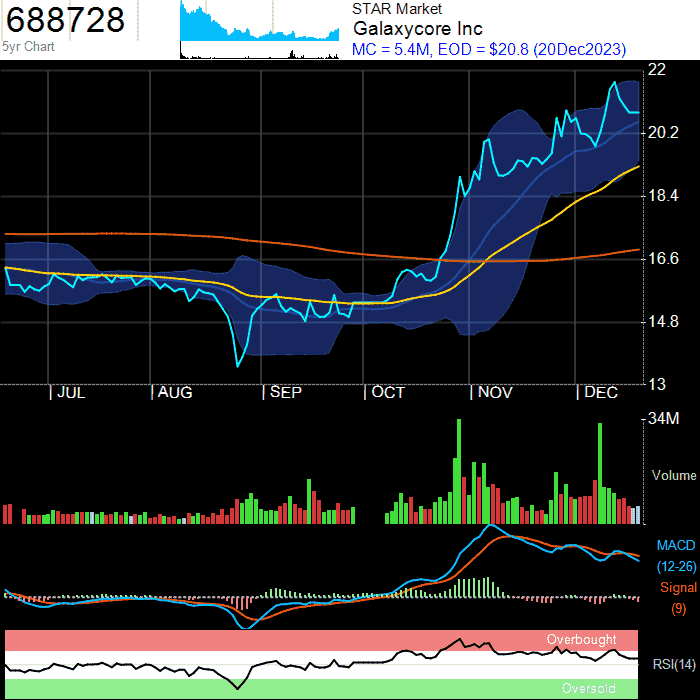 688728
5yr Chart
STAR Market
Galaxycore Inc
MC = 5.4M, EOD = $20.8 (20Dec2023)
22
20.2
18.4
16.6
14.8
13
| JUL | AUG | SEP | OCT | NOV | DEC
34M
Volume
MACD
(12-26)
Signal
(9)
Overbought
RSI(14)
Oversold